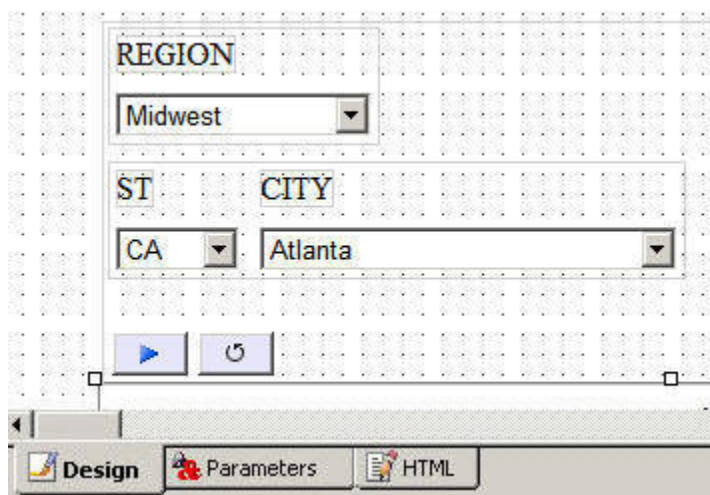 REGION
Midwest
ST CITY
CA Atlanta
Design Parameters HTML